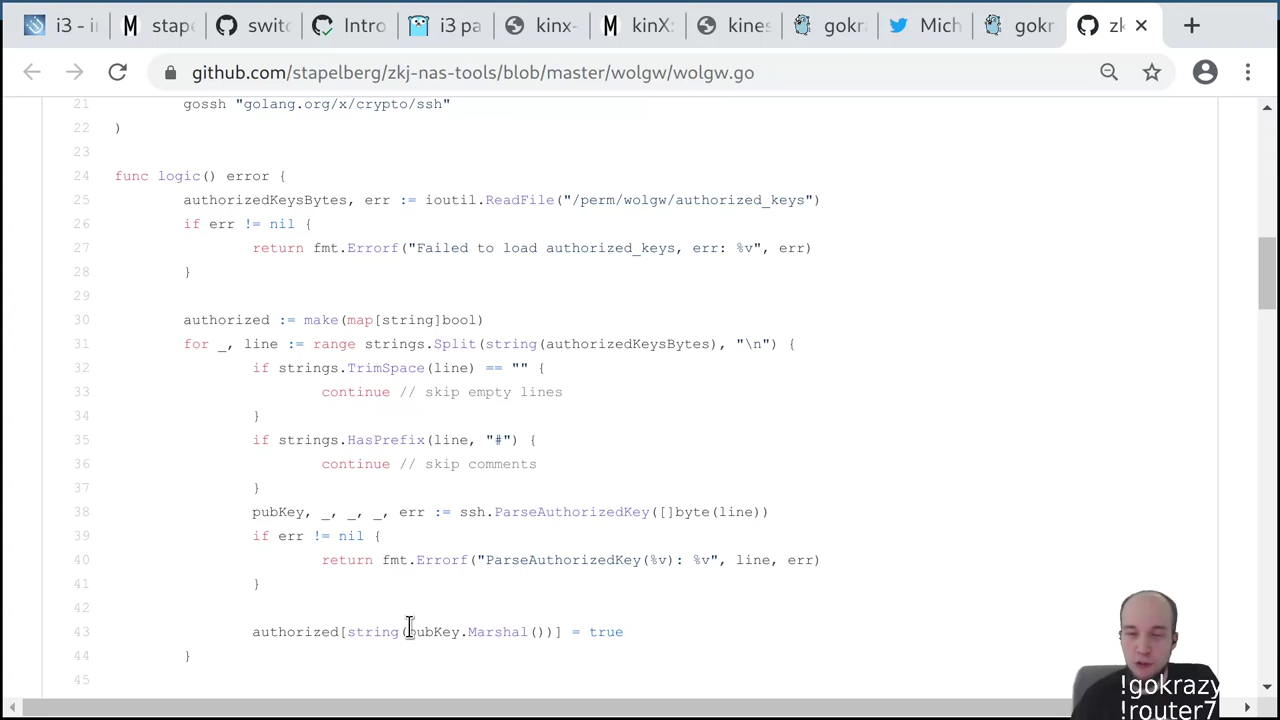 i3 - i
stape
switc
Intro
i3 pa
kinx-
kinX:
kines
gokra
Mich
gokr
zk
github.com/stapelberg/zkj-nas-tools/blob/master/wolgw/wolgw.go
21 gossh "golang.org/x/crypto/ssh"
22 )
23
24 func logic() error {
25 authorizedKeysBytes, err := ioutil.ReadFile("/perm/wolgw/authorized_keys")
26 if err != nil {
27 return fmt.Errorf("Failed to load authorized_keys, err: %v", err)
28 }
29
30 authorized := make(map[string]bool)
31 for _, line := range strings.Split(string(authorizedKeysBytes), "\n") {
32 if strings.TrimSpace(line) == "" {
33 continue // skip empty lines
34 }
35 if strings.HasPrefix(line, "#") {
36 continue // skip comments
37 }
38 pubKey, _, _, _, err := ssh.ParseAuthorizedKey([]byte(line))
39 if err != nil {
40 return fmt.Errorf("ParseAuthorizedKey(%v): %v", line, err)
41 }
42
43 authorized[string(pubKey.Marshal())] = true
44 }
45
!gokrazy
!router7